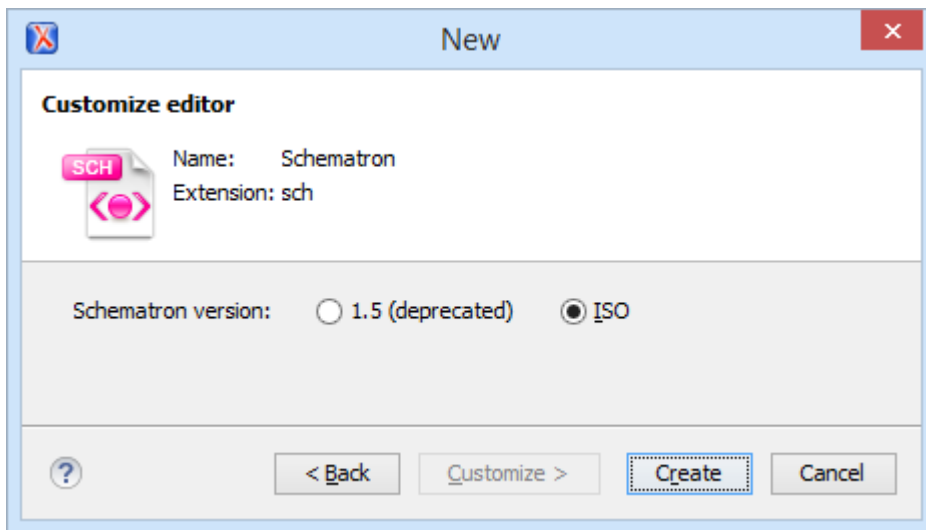 New
Customize editor
SCH
Name: Schematron
Extension: sch
Schematron version: 1.5 (deprecated) ISO
? < Back Customize > Create Cancel